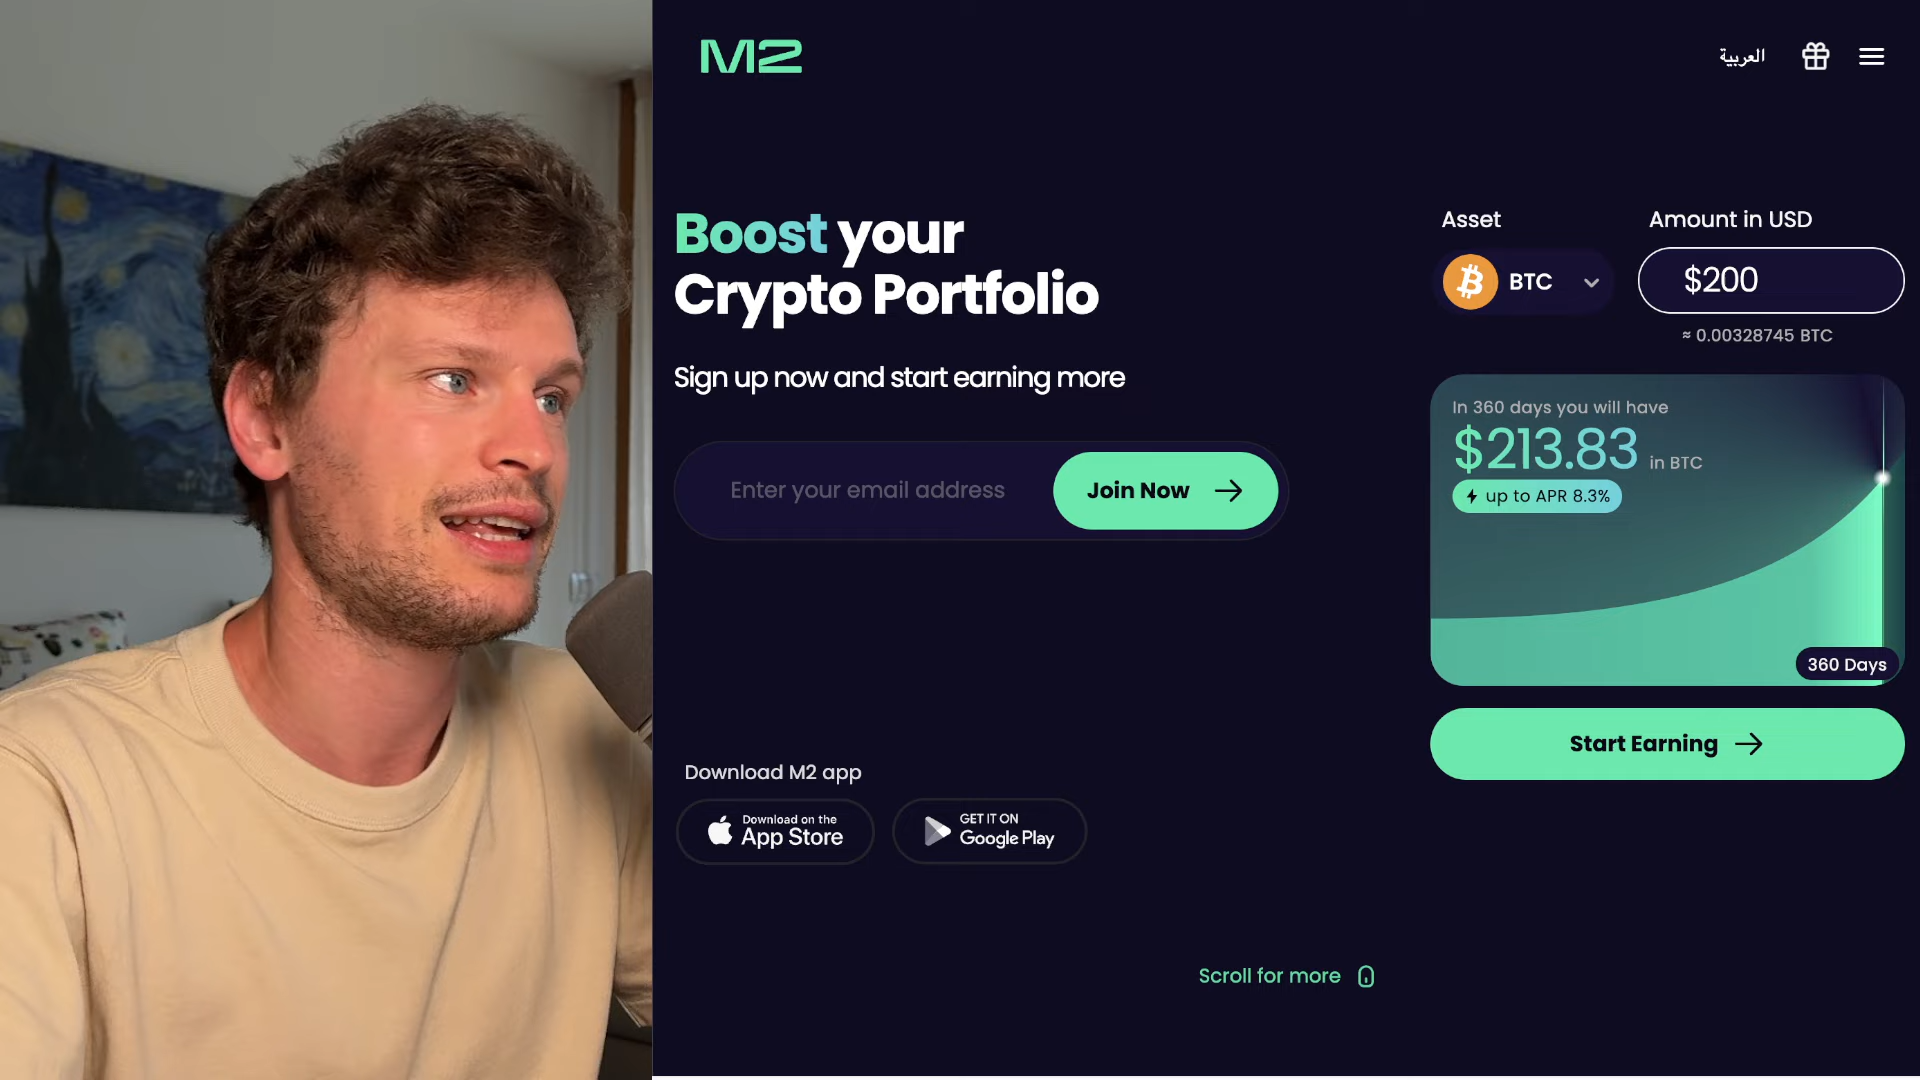 M2
العربية
Boost your
Crypto Portfolio
Sign up now and start earning more
Enter your email address
Join Now
Download M2 app
Download on the
App Store
GET IT ON
Google Play
Asset
Amount in USD
BTC
$200
≈ 0.00328745 BTC
In 360 days you will have
$213.83 in BTC
up to APR 8.3%
360 Days
Start Earning
Scroll for more